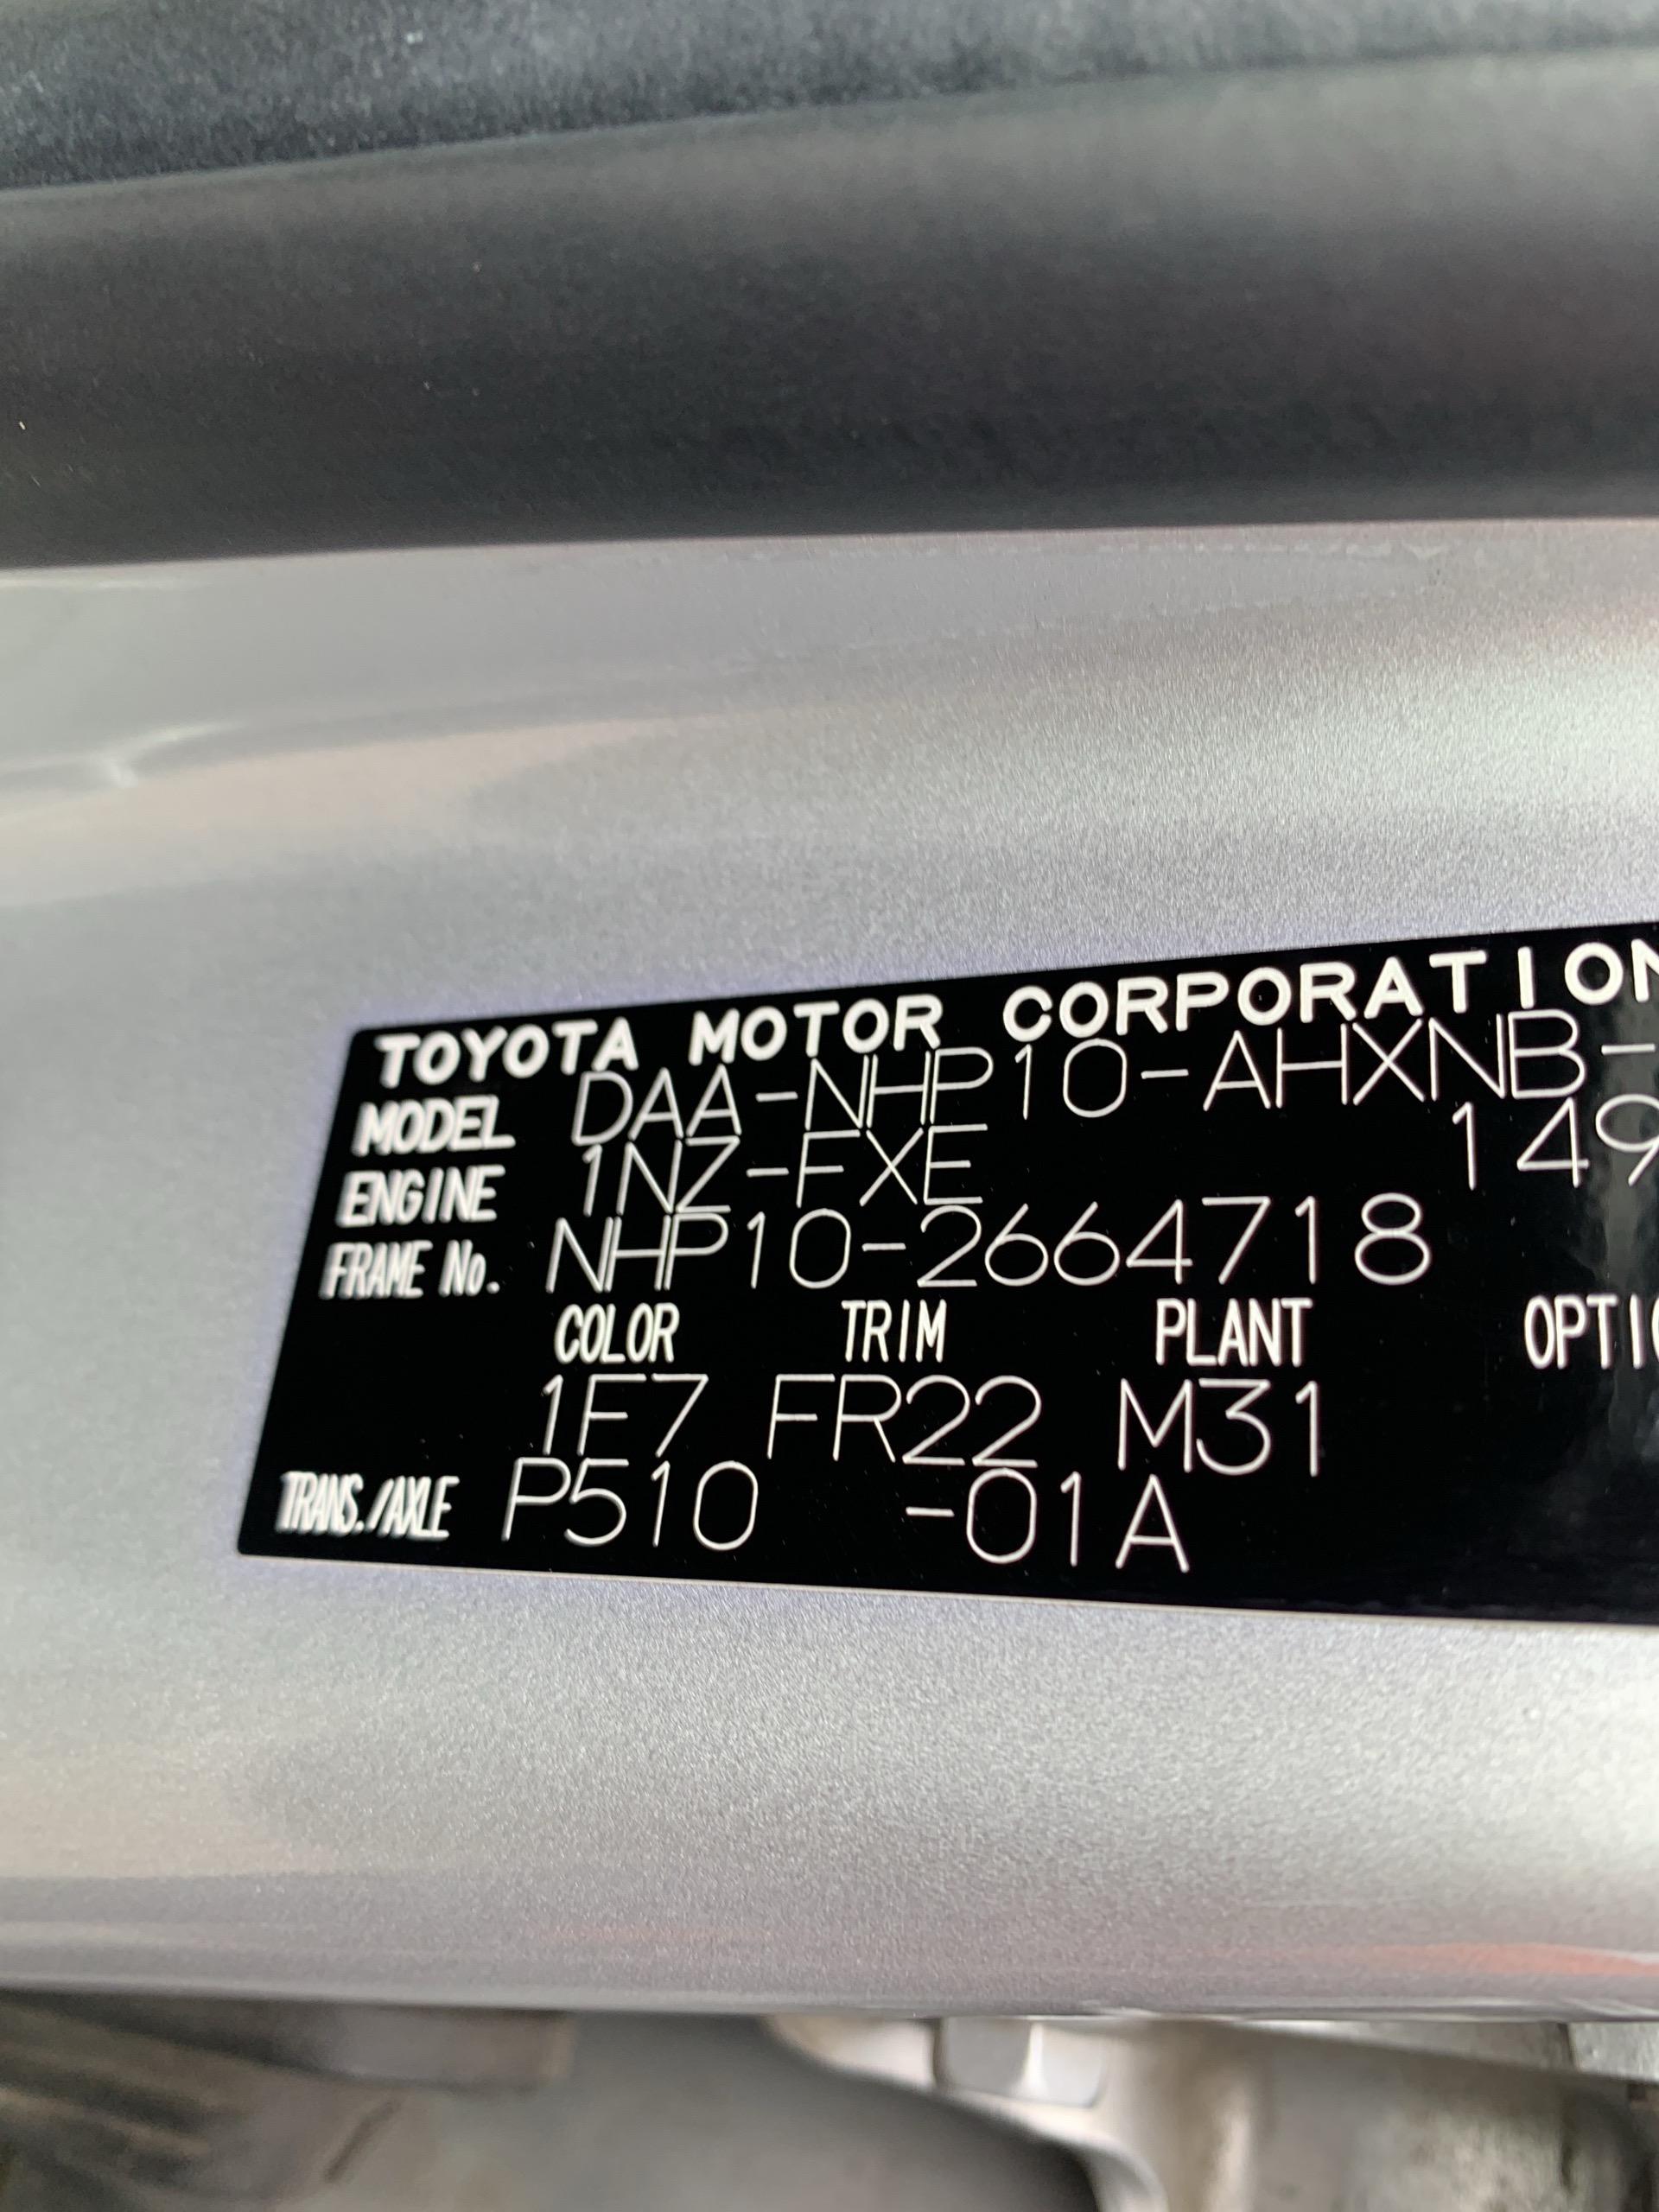 TOYOTA MOTOR CORPORATION
MODEL DAA-NHP10-AHXNB-
ENGINE 1NZ-FXE 149
FRAME No. NHP10-2664718
COLOR TRIM PLANT OPTIO
1F7 FR22 M31
TRANS./AXLE P510 -01A